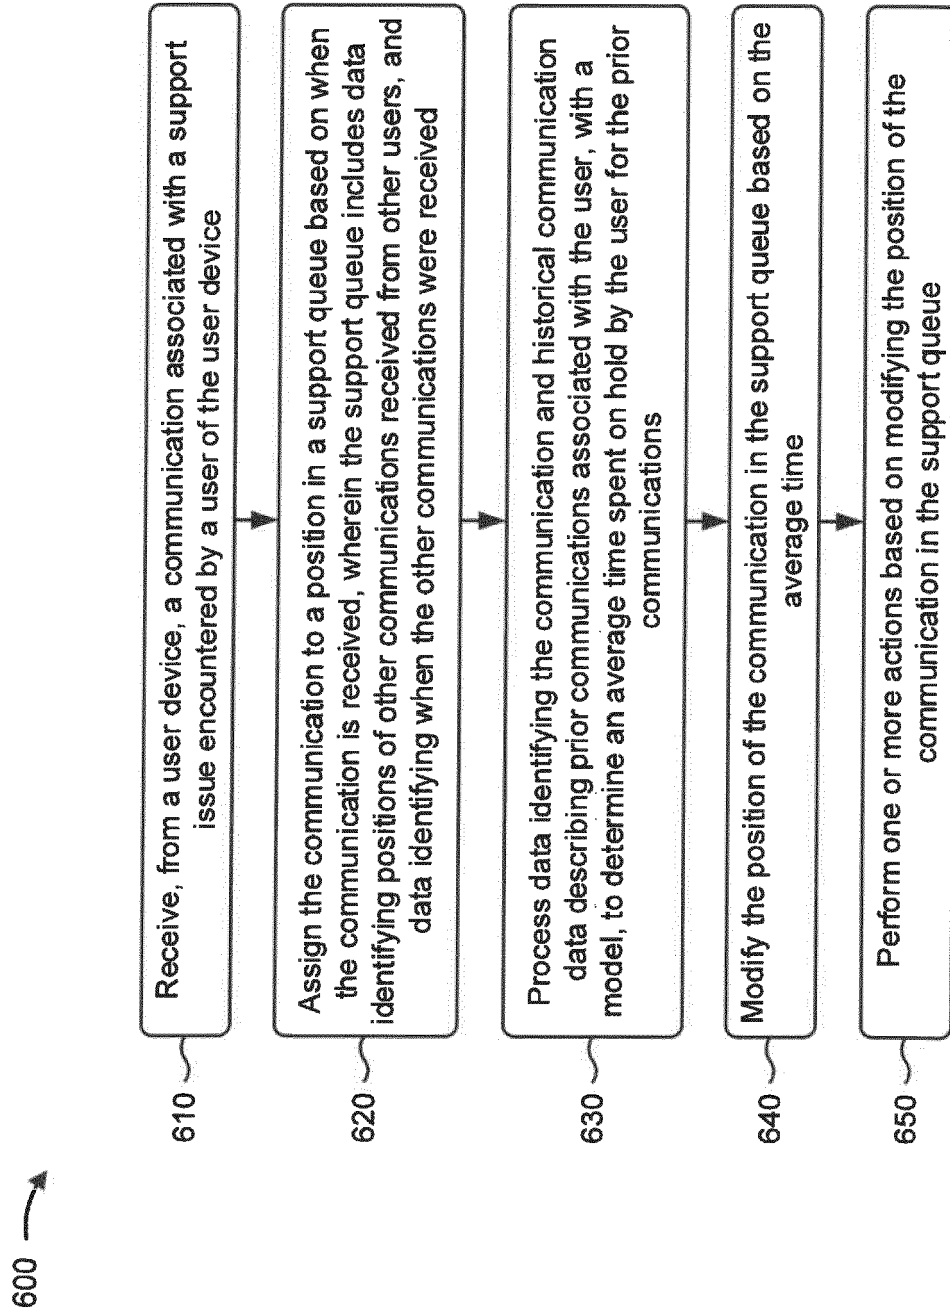 600
610
Receive, from a user device, a communication associated with a support
issue encountered by a user of the user device
620
Assign the communication to a position in a support queue based on when
the communication is received, wherein the support queue includes data
identifying positions of other communications received from other users, and
data identifying when the other communications were received
630
Process data identifying the communication and historical communication
data describing prior communications associated with the user, with a
model, to determine an average time spent on hold by the user for the prior
communications
640
Modify the position of the communication in the support queue based on the
average time
650
Perform one or more actions based on modifying the position of the
communication in the support queue